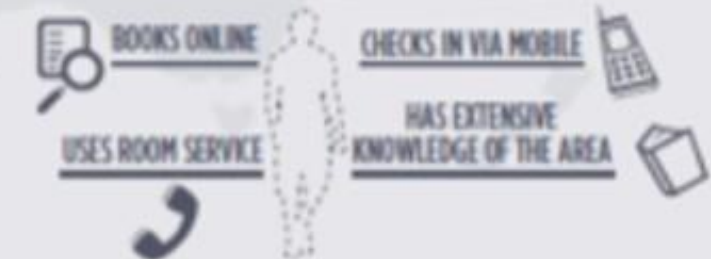 BOOKS ONLINE
CHECKS IN VIA MOBILE
USES ROOM SERVICE
HAS EXTENSIVE
KNOWLEDGE OF THE AREA